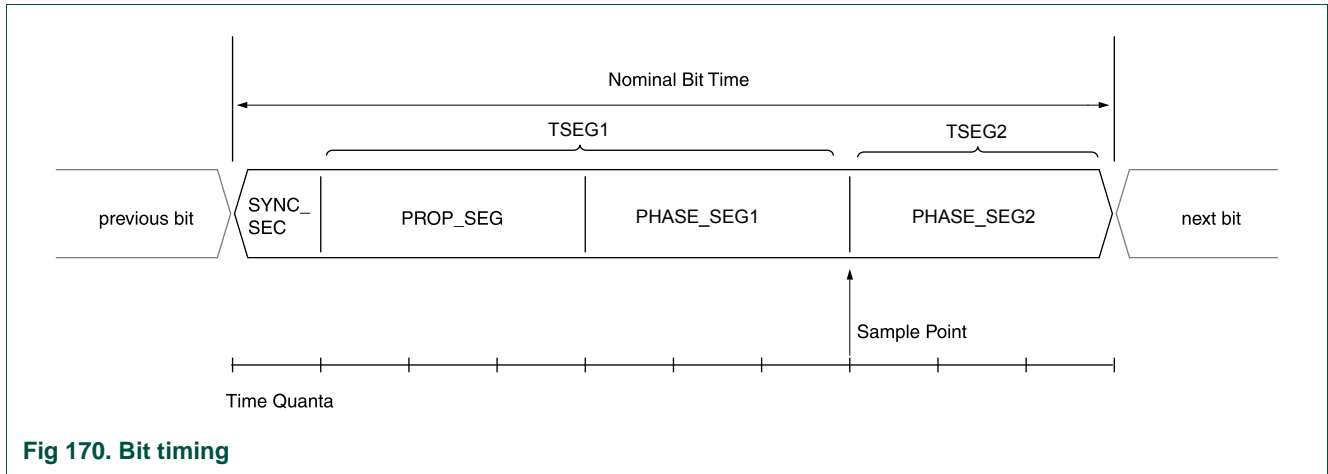 Nominal Bit Time
TSEG1
TSEG2
previous bit
SYNC_
SEC
PROP_SEG
PHASE_SEG1
PHASE_SEG2
next bit
Sample Point
Time Quanta
Fig 170. Bit timing